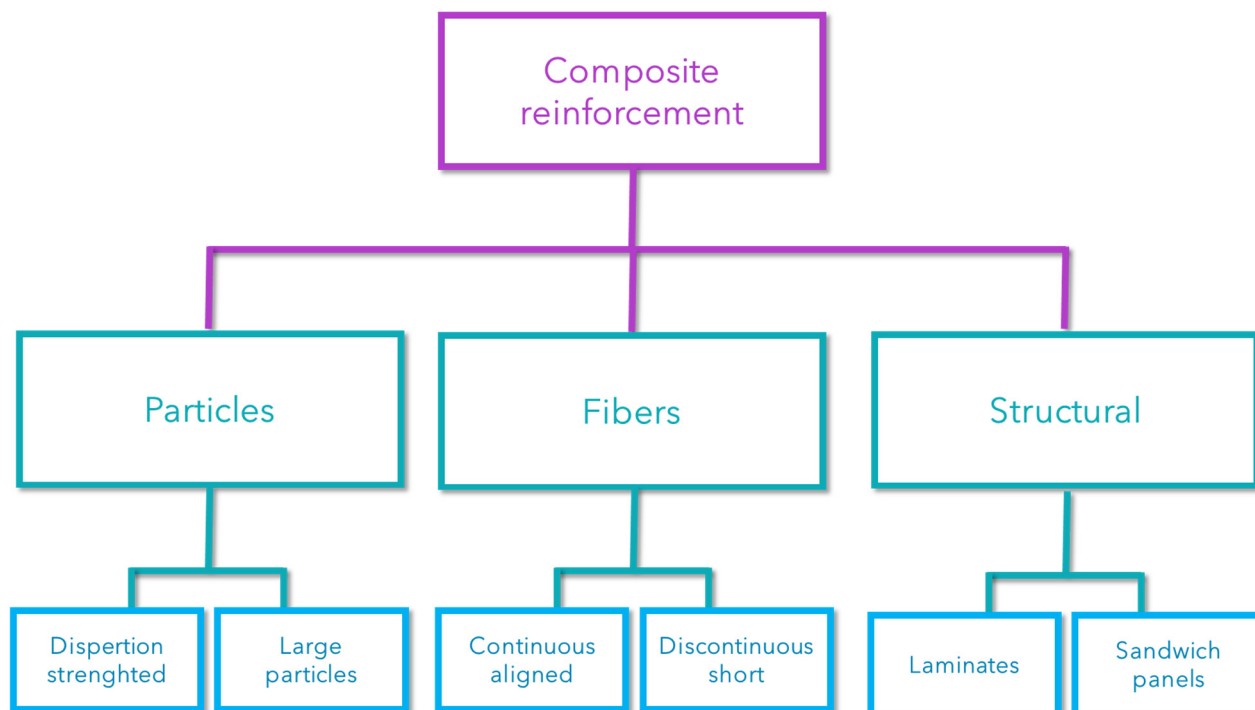 Composite
reinforcement
Particles
Fibers
Structural
Dispertion
strenghted
Large
particles
Continuous
aligned
Discontinuous
short
Laminates
Sandwich
panels